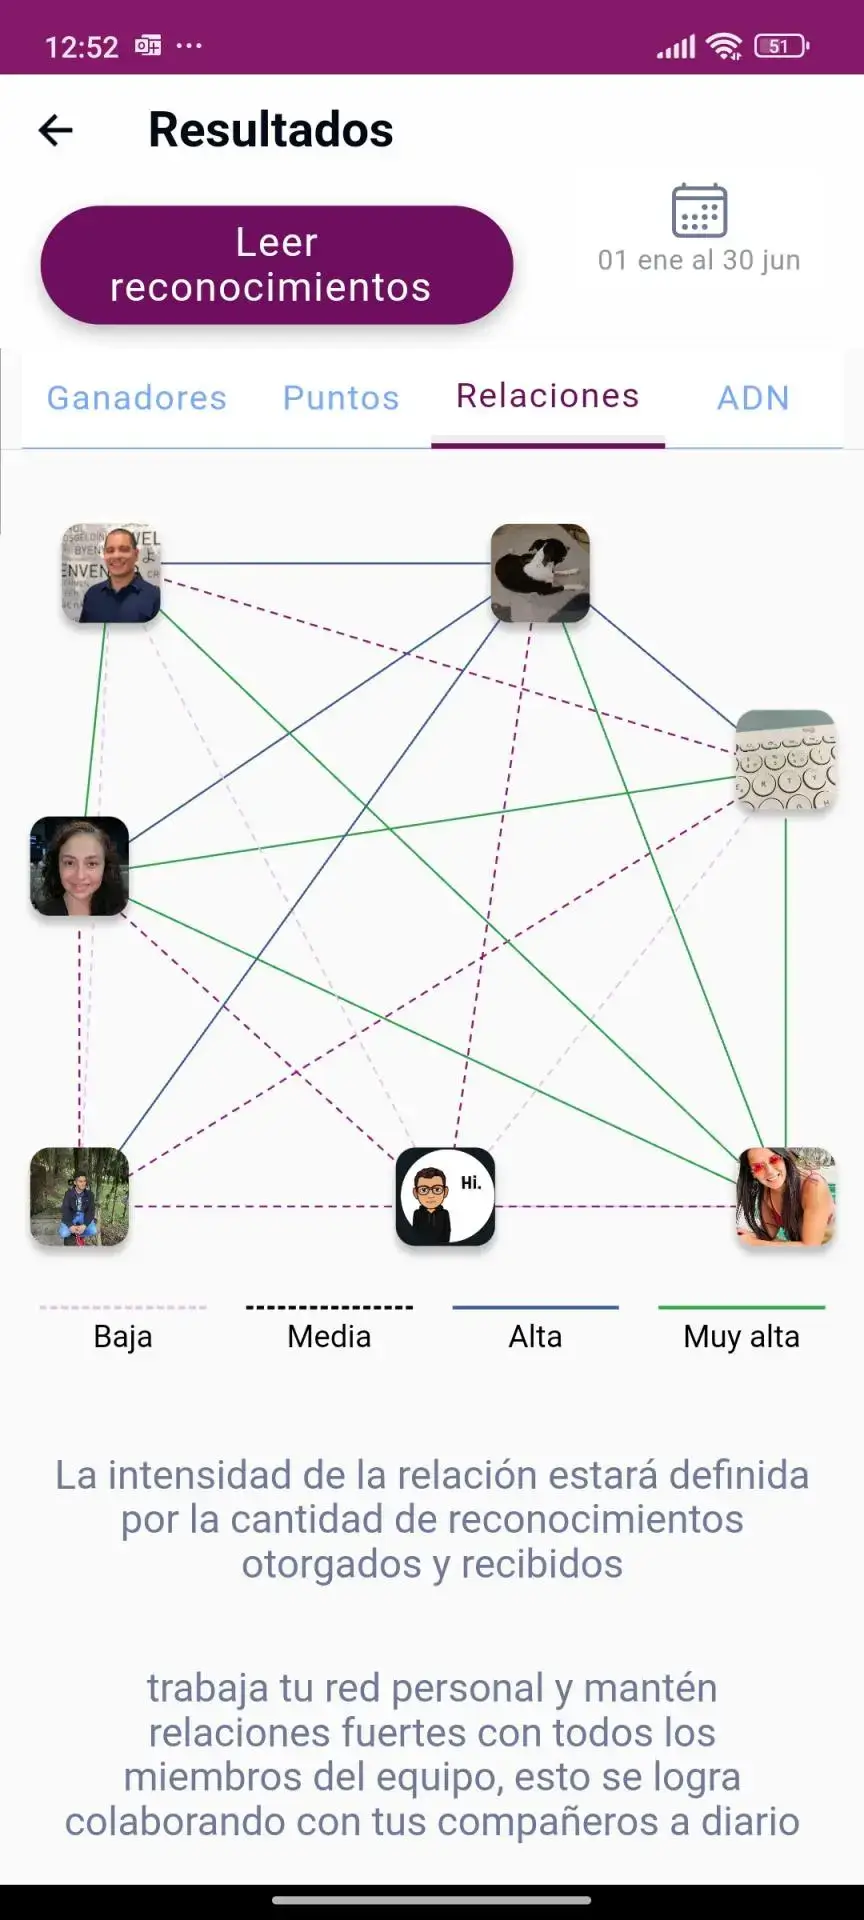 12:52
51
Resultados
Leer
reconocimientos
01 ene al 30 jun
Ganadores
Puntos
Relaciones
ADN
Hi.
Baja
Media
Alta
Muy alta
La intensidad de la relación estará definida
por la cantidad de reconocimientos
otorgados y recibidos
trabaja tu red personal y mantén
relaciones fuertes con todos los
miembros del equipo, esto se logra
colaborando con tus compañeros a diario